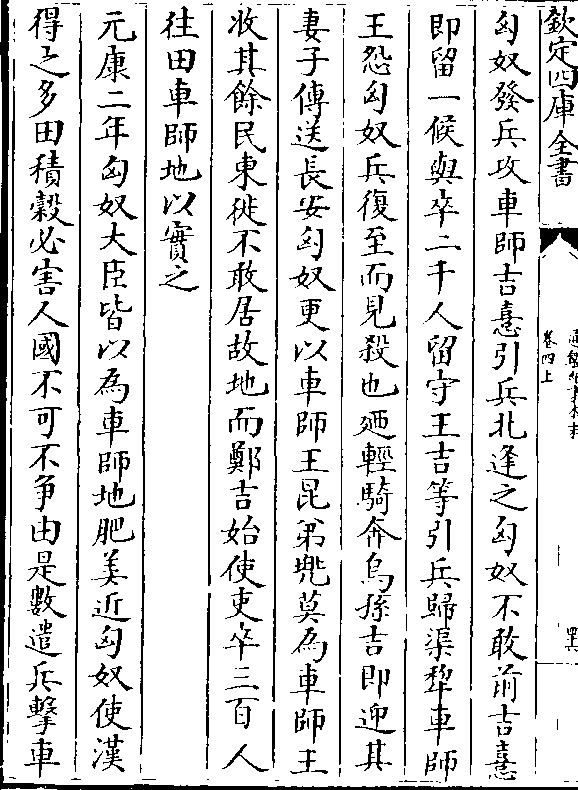 欽定四庫全書
通鑑紀事本末
卷四上
匈奴發兵攻車師吉憙引兵北逢之匈奴不敢前吉憙
即留一候與卒二千人留守王吉等引兵歸渠犂車師
王怨匈奴兵復至而見殺也廼輕騎奔烏孫吉即迎其
妻子傳送長安匈奴更以車師王昆弟兠莫為車師王
收其餘民東徙不敢居故地而鄭吉始使吏卒三百人
往田車師地以實之
元康二年匈奴大臣皆以為車師地肥美近匈奴使漢
得之多田積穀必害人國不可不争由是數遣兵擊車